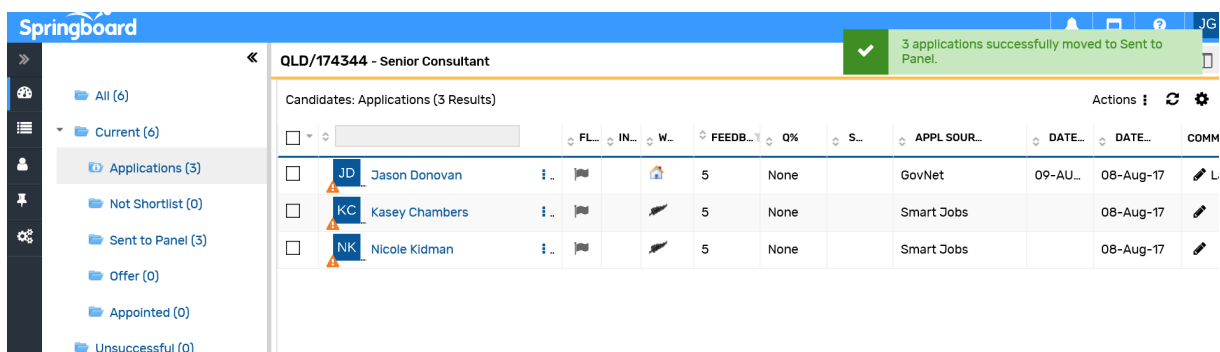 Springboard
JG
3 applications successfully moved to Sent to
Panel.
QLD/174344 - Senior Consultant
All (6)
Current (6)
Applications (3)
Not Shortlist (0)
Sent to Panel (3)
Offer (0)
Appointed (0)
Unsuccessful (0)
Candidates: Applications (3 Results)
Actions
FL... IN... W... FEEDB... Q% S... APPL SOUR... DATE... DATE... COMM
JD Jason Donovan 5 None GovNet 09-AU... 08-Aug-17 L
KC Kasey Chambers 5 None Smart Jobs 08-Aug-17
NK Nicole Kidman 5 None Smart Jobs 08-Aug-17